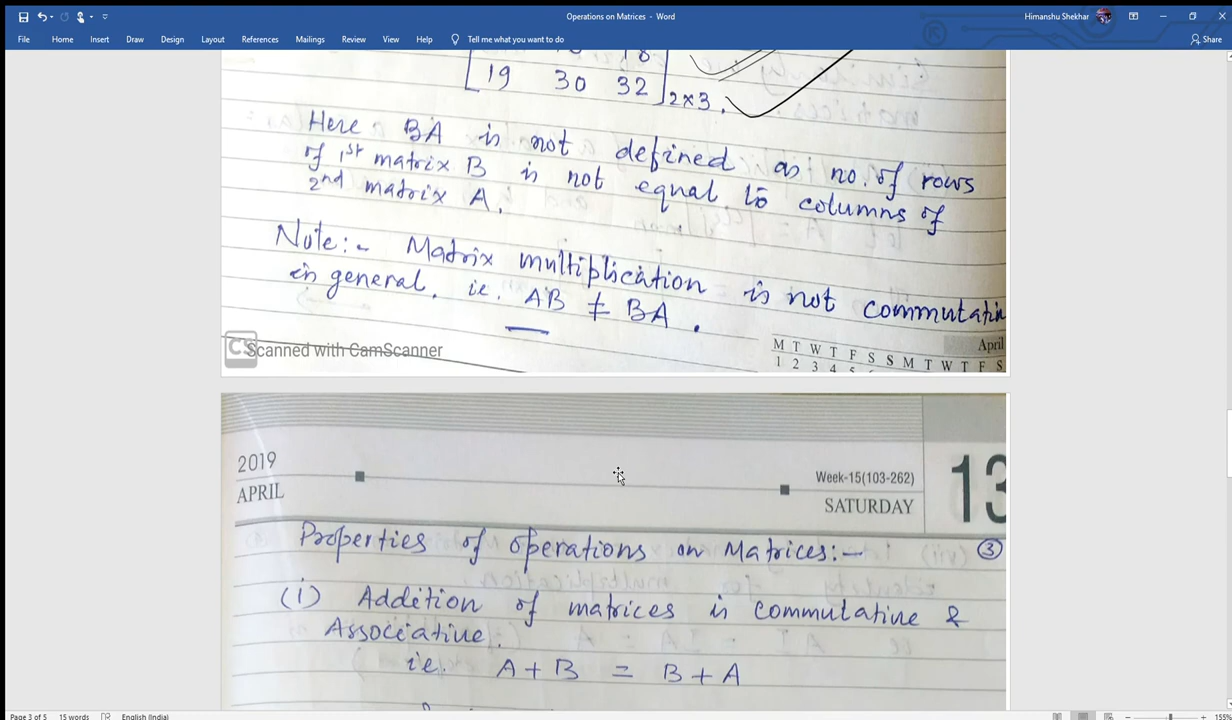 Operations on Matrices - Word
Himanshu Shekhar
File Home Insert Draw Design Layout References Mailings Review View Help Tell me what you want to do
Share
19 30 32 2×3.
Here BA is not defined as no. of rows
of 1st matrix B is not equal to columns of
2nd matrix A.
Note:- Matrix multiplication is not commutativ
in general. ie. AB ≠ BA.
CS Scanned with CamScanner
April
M T W T F S S M T W T F S
1 2 3 4
2019
APRIL
Week-15(103-262)
SATURDAY
13
Properties of operations on Matrices:-
3
(i) Addition of matrices is commutative &
Associative.
ie. A + B = B + A
Page 3 of 5 15 words English (India)
155%